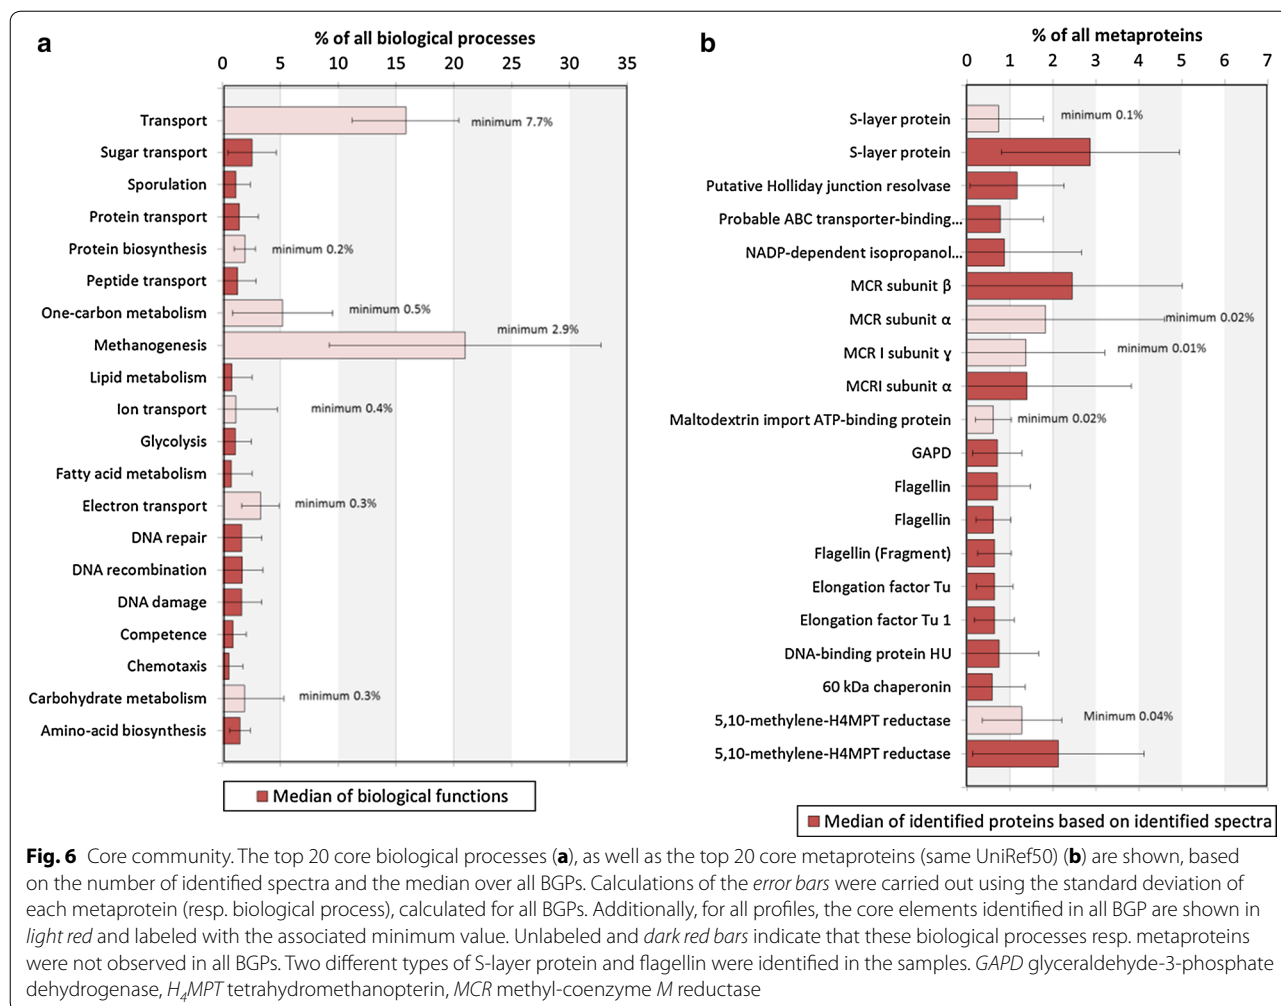 a
% of all biological processes
0 5 10 15 20 25 30 35
Transport
minimum 7.7%
Sugar transport
Sporulation
Protein transport
Protein biosynthesis
minimum 0.2%
Peptide transport
One-carbon metabolism
minimum 0.5%
Methanogenesis
minimum 2.9%
Lipid metabolism
Ion transport
minimum 0.4%
Glycolysis
Fatty acid metabolism
Electron transport
minimum 0.3%
DNA repair
DNA recombination
DNA damage
Competence
Chemotaxis
Carbohydrate metabolism
minimum 0.3%
Amino-acid biosynthesis
Median of biological functions
b
% of all metaproteins
0 1 2 3 4 5 6 7
S-layer protein
minimum 0.1%
S-layer protein
Putative Holliday junction resolvase
Probable ABC transporter-binding...
NADP-dependent isopropanol...
MCR subunit β
MCR subunit α
minimum 0.02%
MCR I subunit ɣ
minimum 0.01%
MCRI subunit α
Maltodextrin import ATP-binding protein
minimum 0.02%
GAPD
Flagellin
Flagellin
Flagellin (Fragment)
Elongation factor Tu
Elongation factor Tu 1
DNA-binding protein HU
60 kDa chaperonin
5,10-methylene-H4MPT reductase
Minimum 0.04%
5,10-methylene-H4MPT reductase
Median of identified proteins based on identified spectra
Fig. 6 Core community. The top 20 core biological processes (a), as well as the top 20 core metaproteins (same UniRef50) (b) are shown, based
on the number of identified spectra and the median over all BGPs. Calculations of the error bars were carried out using the standard deviation of
each metaprotein (resp. biological process), calculated for all BGPs. Additionally, for all profiles, the core elements identified in all BGP are shown in
light red and labeled with the associated minimum value. Unlabeled and dark red bars indicate that these biological processes resp. metaproteins
were not observed in all BGPs. Two different types of S-layer protein and flagellin were identified in the samples. GAPD glyceraldehyde-3-phosphate
dehydrogenase, H₄MPT tetrahydromethanopterin, MCR methyl-coenzyme M reductase